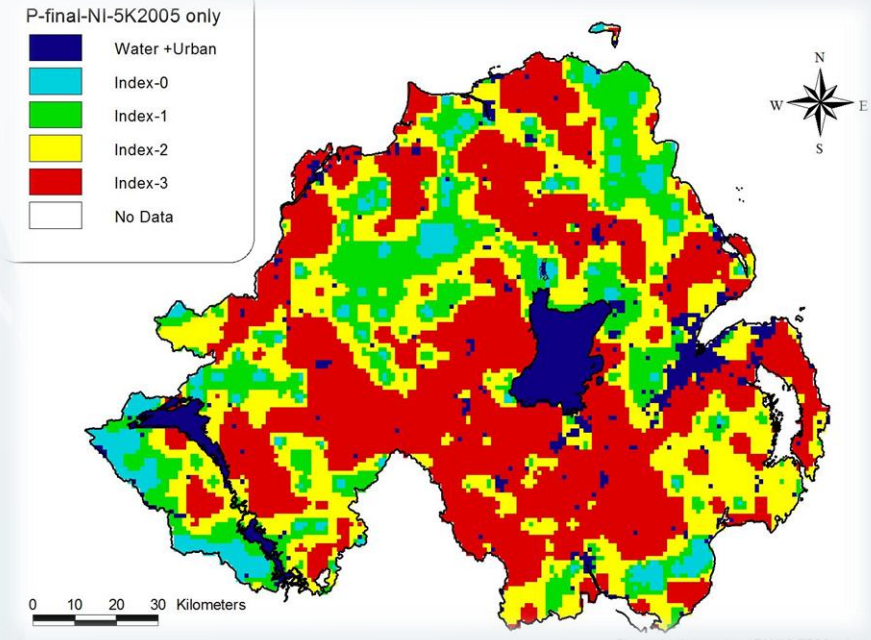 P-final-NI-5K2005 only
Water +Urban
Index-0
Index-1
Index-2
Index-3
No Data
N
W E
S
0 10 20 30 Kilometers